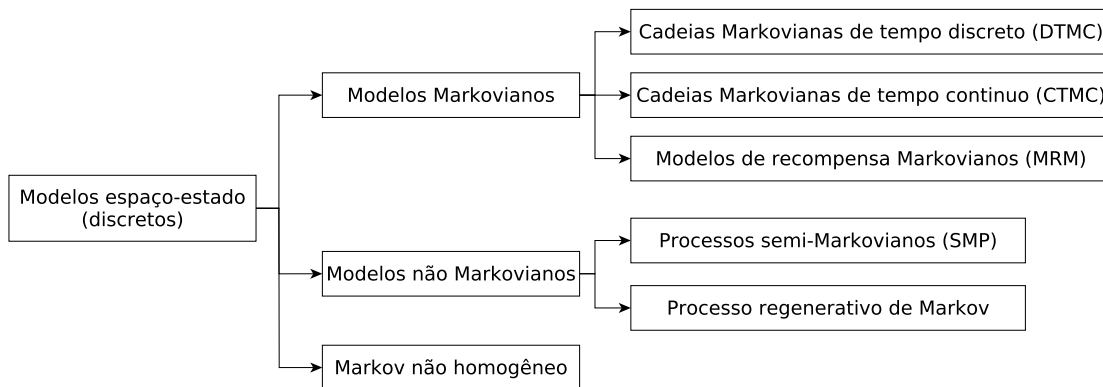 Modelos espaço-estado
(discretos)
Modelos Markovianos
Cadeias Markovianas de tempo discreto (DTMC)
Cadeias Markovianas de tempo continuo (CTMC)
Modelos de recompensa Markovianos (MRM)
Modelos não Markovianos
Processos semi-Markovianos (SMP)
Processo regenerativo de Markov
Markov não homogêneo